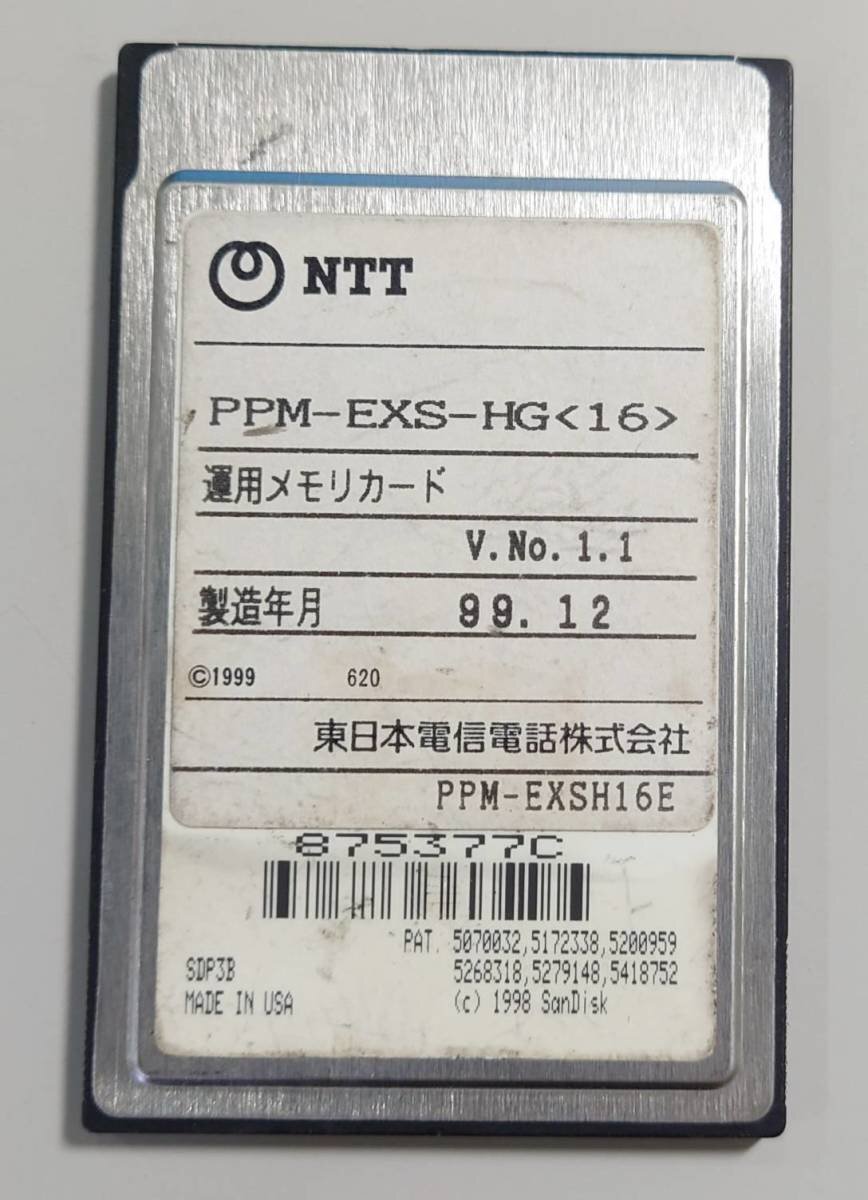 NTT
PPM-EXS-HG<16>
運用メモリカード
V.No.1.1
製造年月 99.12
©1999 620
東日本電信電話株式会社
PPM-EXSH16E
875377C
PAT. 5070032,5172338,5200959
SDP3B 5268318,5279148,5418752
MADE IN USA (c) 1998 SanDisk